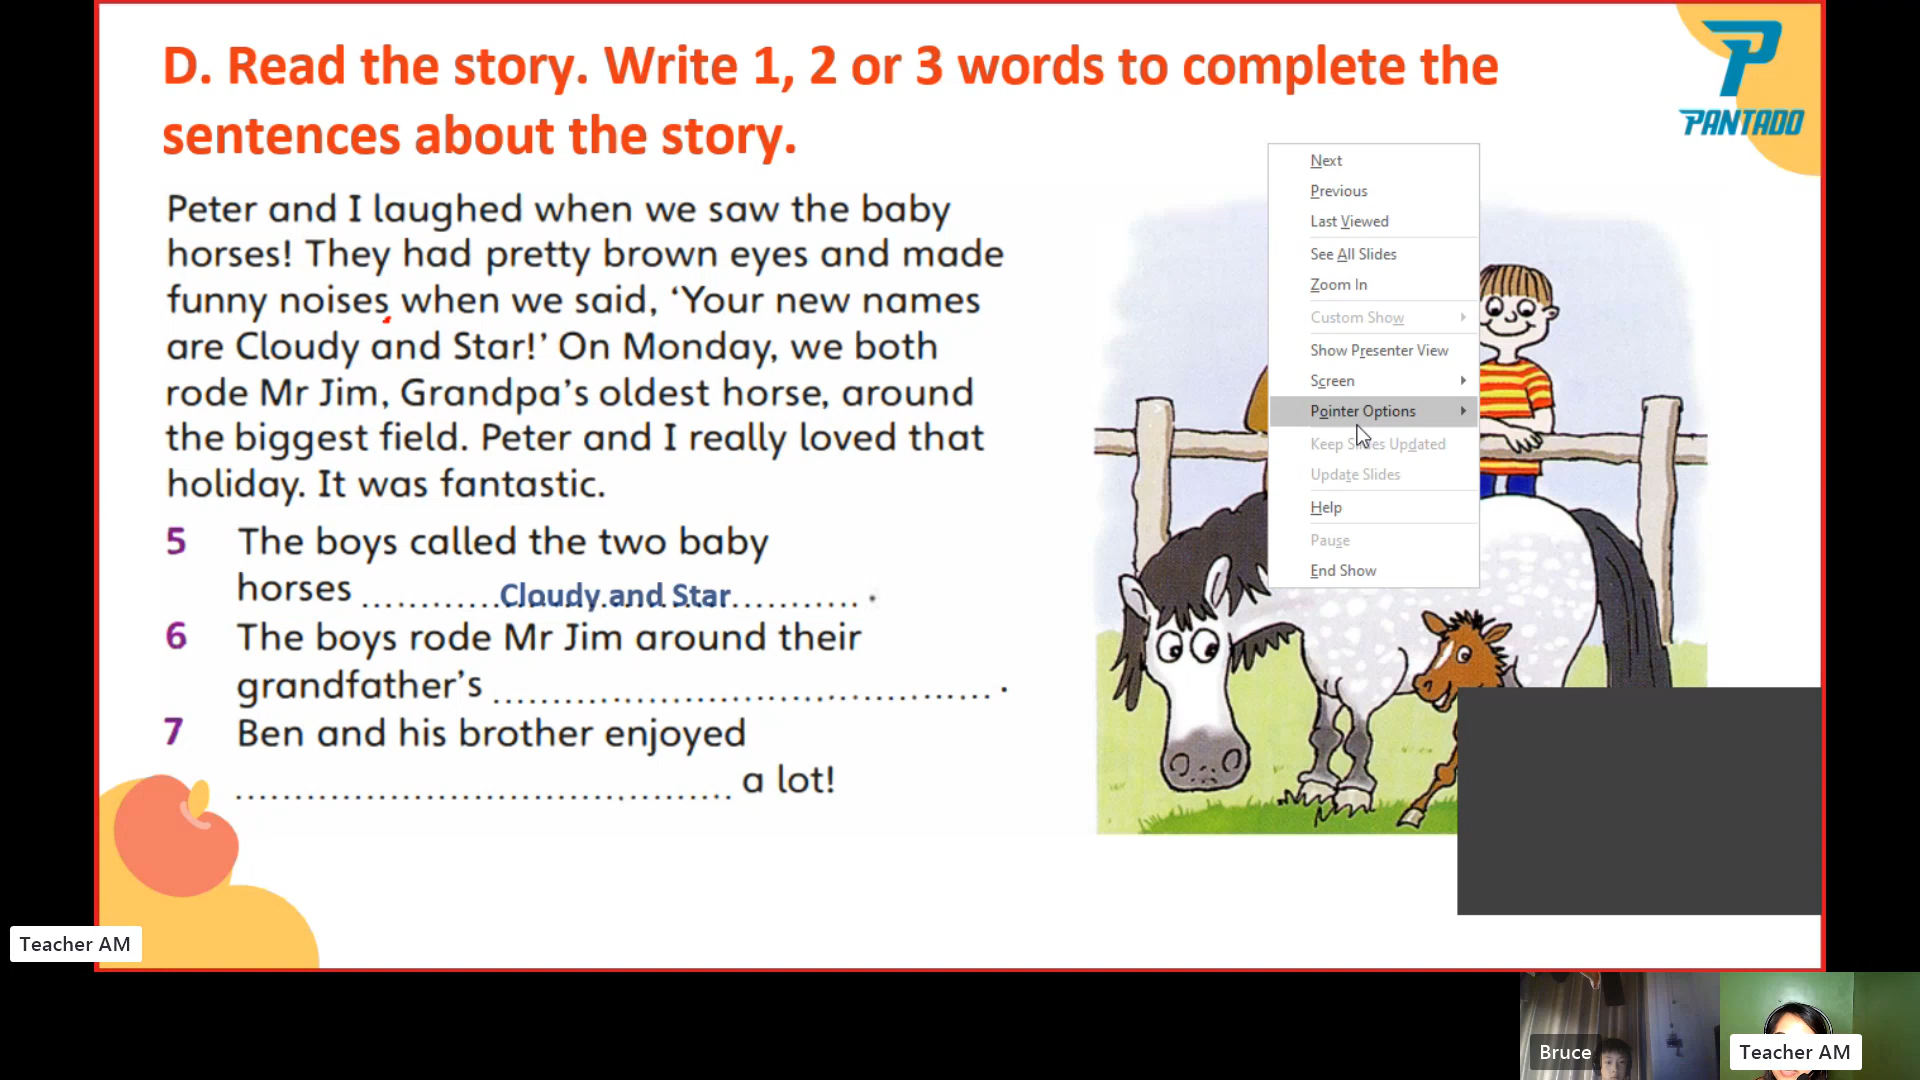 D. Read the story. Write 1, 2 or 3 words to complete the
sentences about the story.
PANTADO
Peter and I laughed when we saw the baby
horses! They had pretty brown eyes and made
funny noises when we said, ‘Your new names
are Cloudy and Star!’ On Monday, we both
rode Mr Jim, Grandpa’s oldest horse, around
the biggest field. Peter and I really loved that
holiday. It was fantastic.
5 The boys called the two baby
horses ............Cloudy and Star............ .
6 The boys rode Mr Jim around their
grandfather’s .......................................... .
7 Ben and his brother enjoyed
.......................................... a lot!
Next
Previous
Last Viewed
See All Slides
Zoom In
Custom Show
Show Presenter View
Screen
Pointer Options
Keep Slides Updated
Update Slides
Help
Pause
End Show
Teacher AM
Bruce
Teacher AM